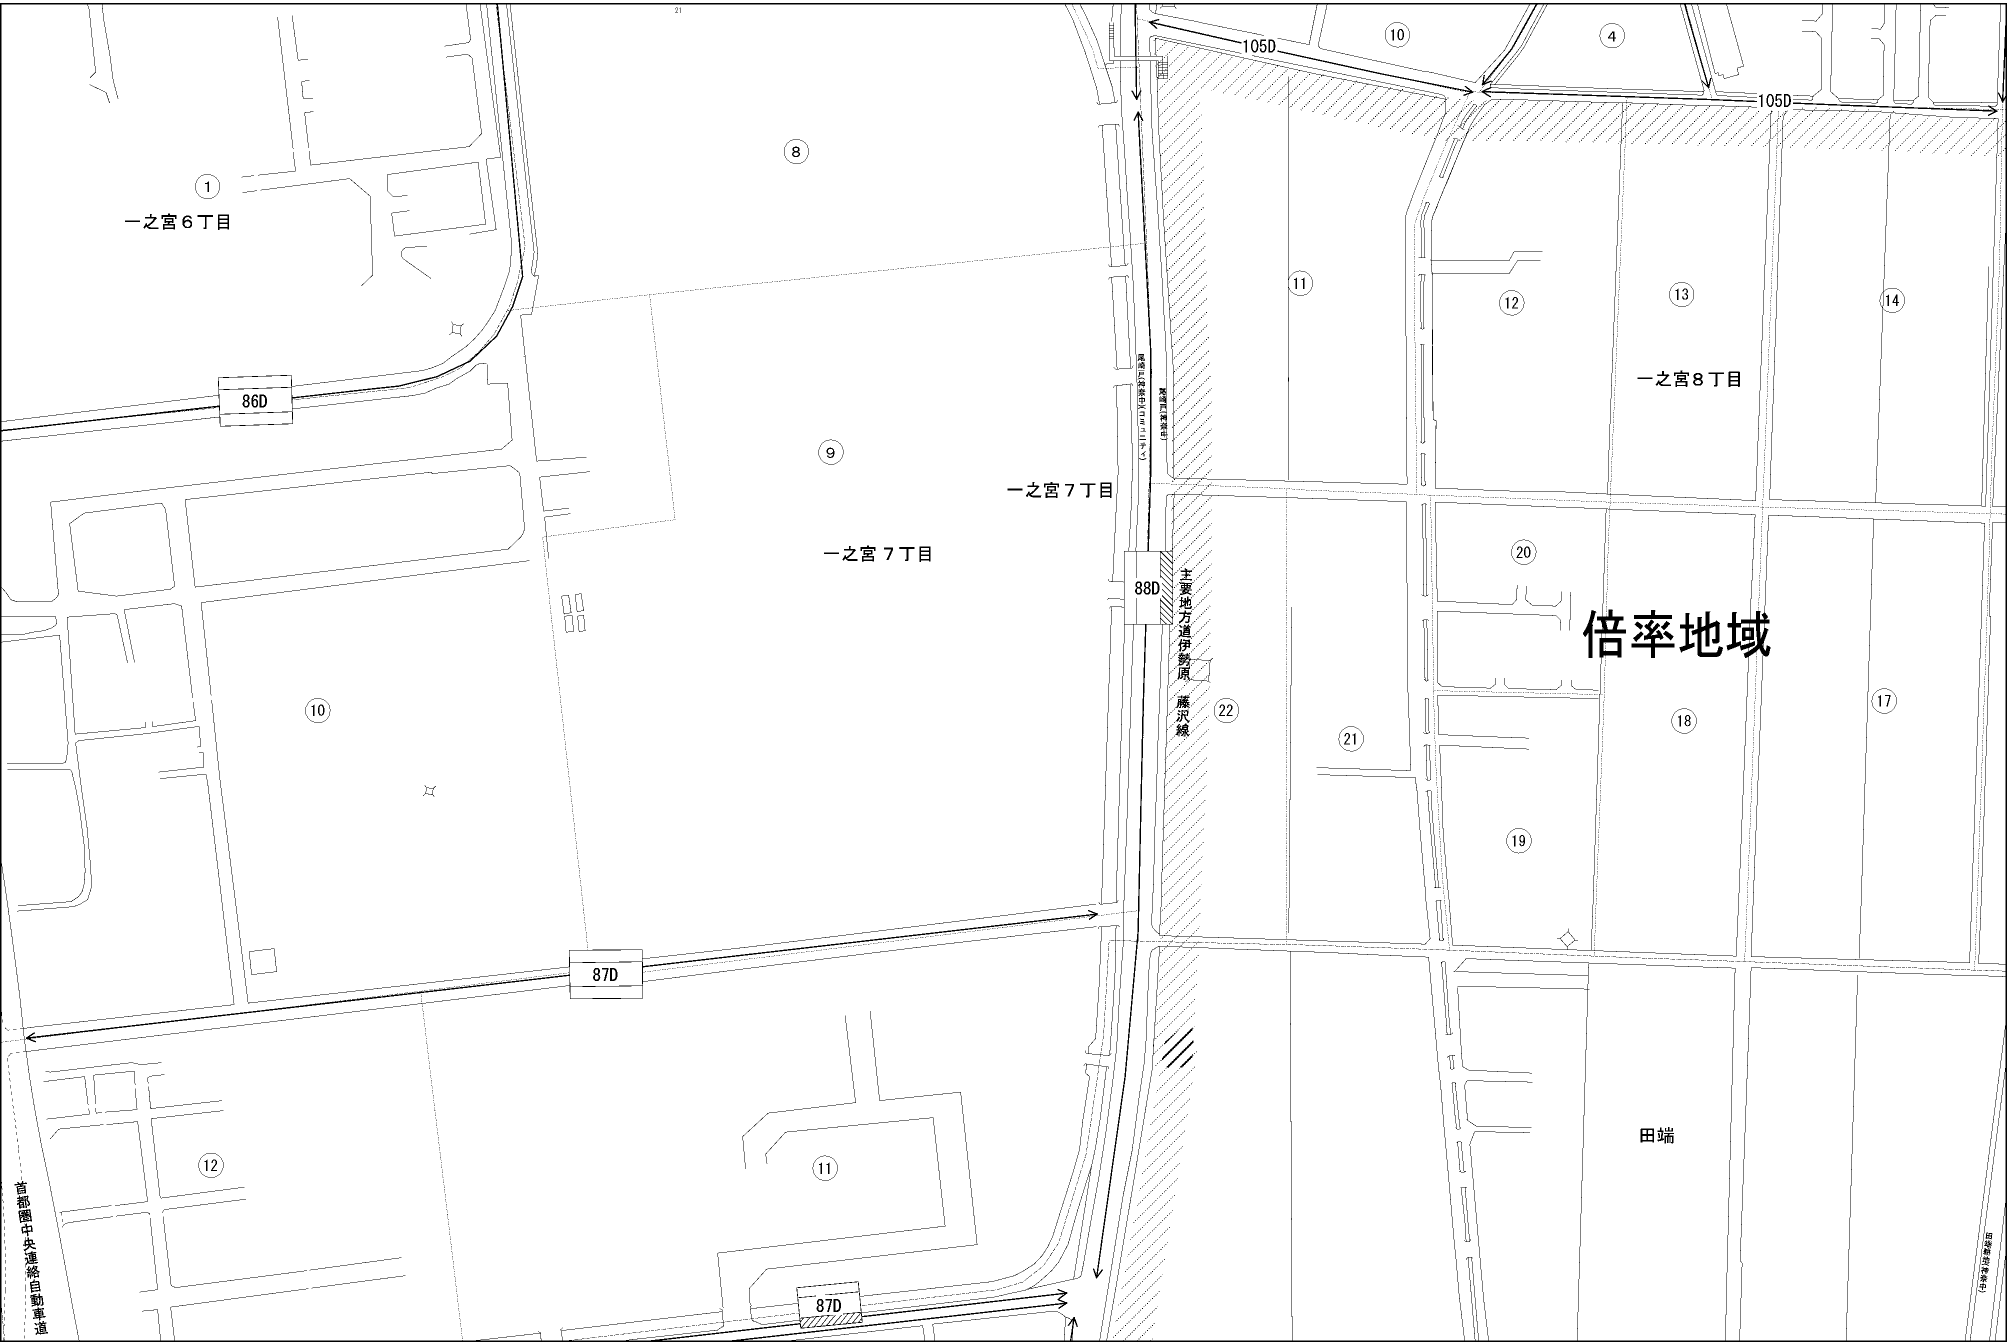 21
105D
⑩
④
105D
⑧
①
一之宮６丁目
⑪
⑫
⑬
⑭
一之宮８丁目
86D
⑨
一之宮７丁目
一之宮７丁目
88D
主要地方道伊勢原　藤沢線
⑳
倍率地域
⑩
㉒
㉑
⑱
⑰
⑲
87D
田端
⑫
⑪
首都圏中央連絡自動車道
87D